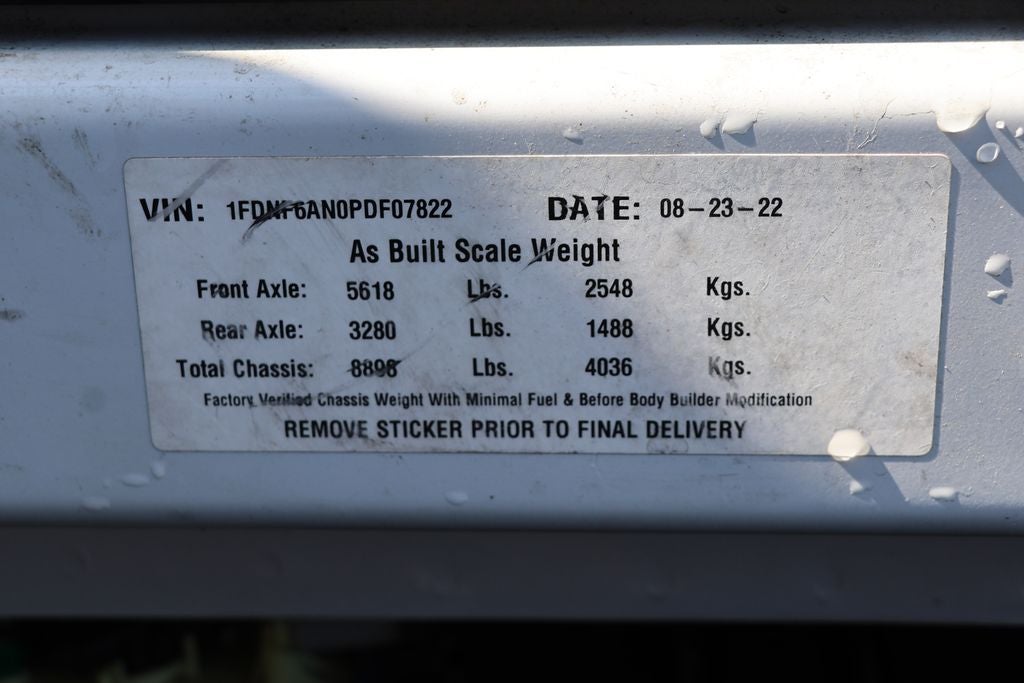 VIN: 1FDNF6AN0PDF07822 DATE: 08-23-22
As Built Scale Weight
Front Axle: 5618 Lbs. 2548 Kgs.
Rear Axle: 3280 Lbs. 1488 Kgs.
Total Chassis: 8898 Lbs. 4036 Kgs.
Factory Verified Chassis Weight With Minimal Fuel & Before Body Builder Modification
REMOVE STICKER PRIOR TO FINAL DELIVERY